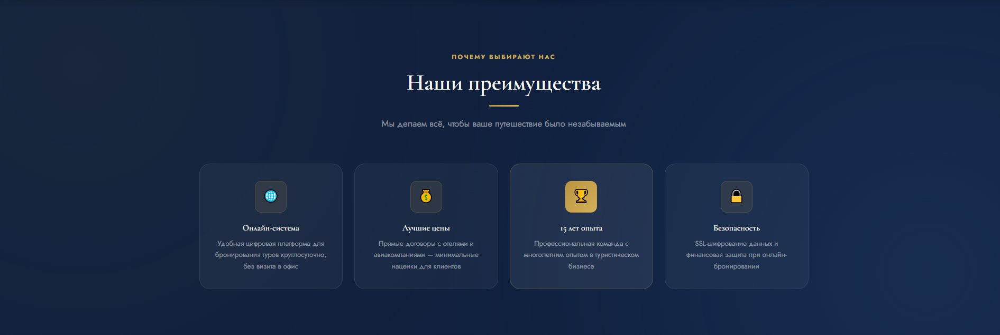 ПОЧЕМУ ВЫБИРАЮТ НАС
Наши преимущества
Мы делаем всё, чтобы ваше путешествие было незабываемым
Онлайн-система
Удобная цифровая платформа для
бронирования туров круглосуточно,
без визита в офис
Лучшие цены
Прямые договоры с отелями и
авиакомпаниями — минимальные
наценки для клиентов
15 лет опыта
Профессиональная команда с
многолетним опытом в туристическом
бизнесе
Безопасность
SSL-шифрование данных и
финансовая защита при онлайн-
бронировании